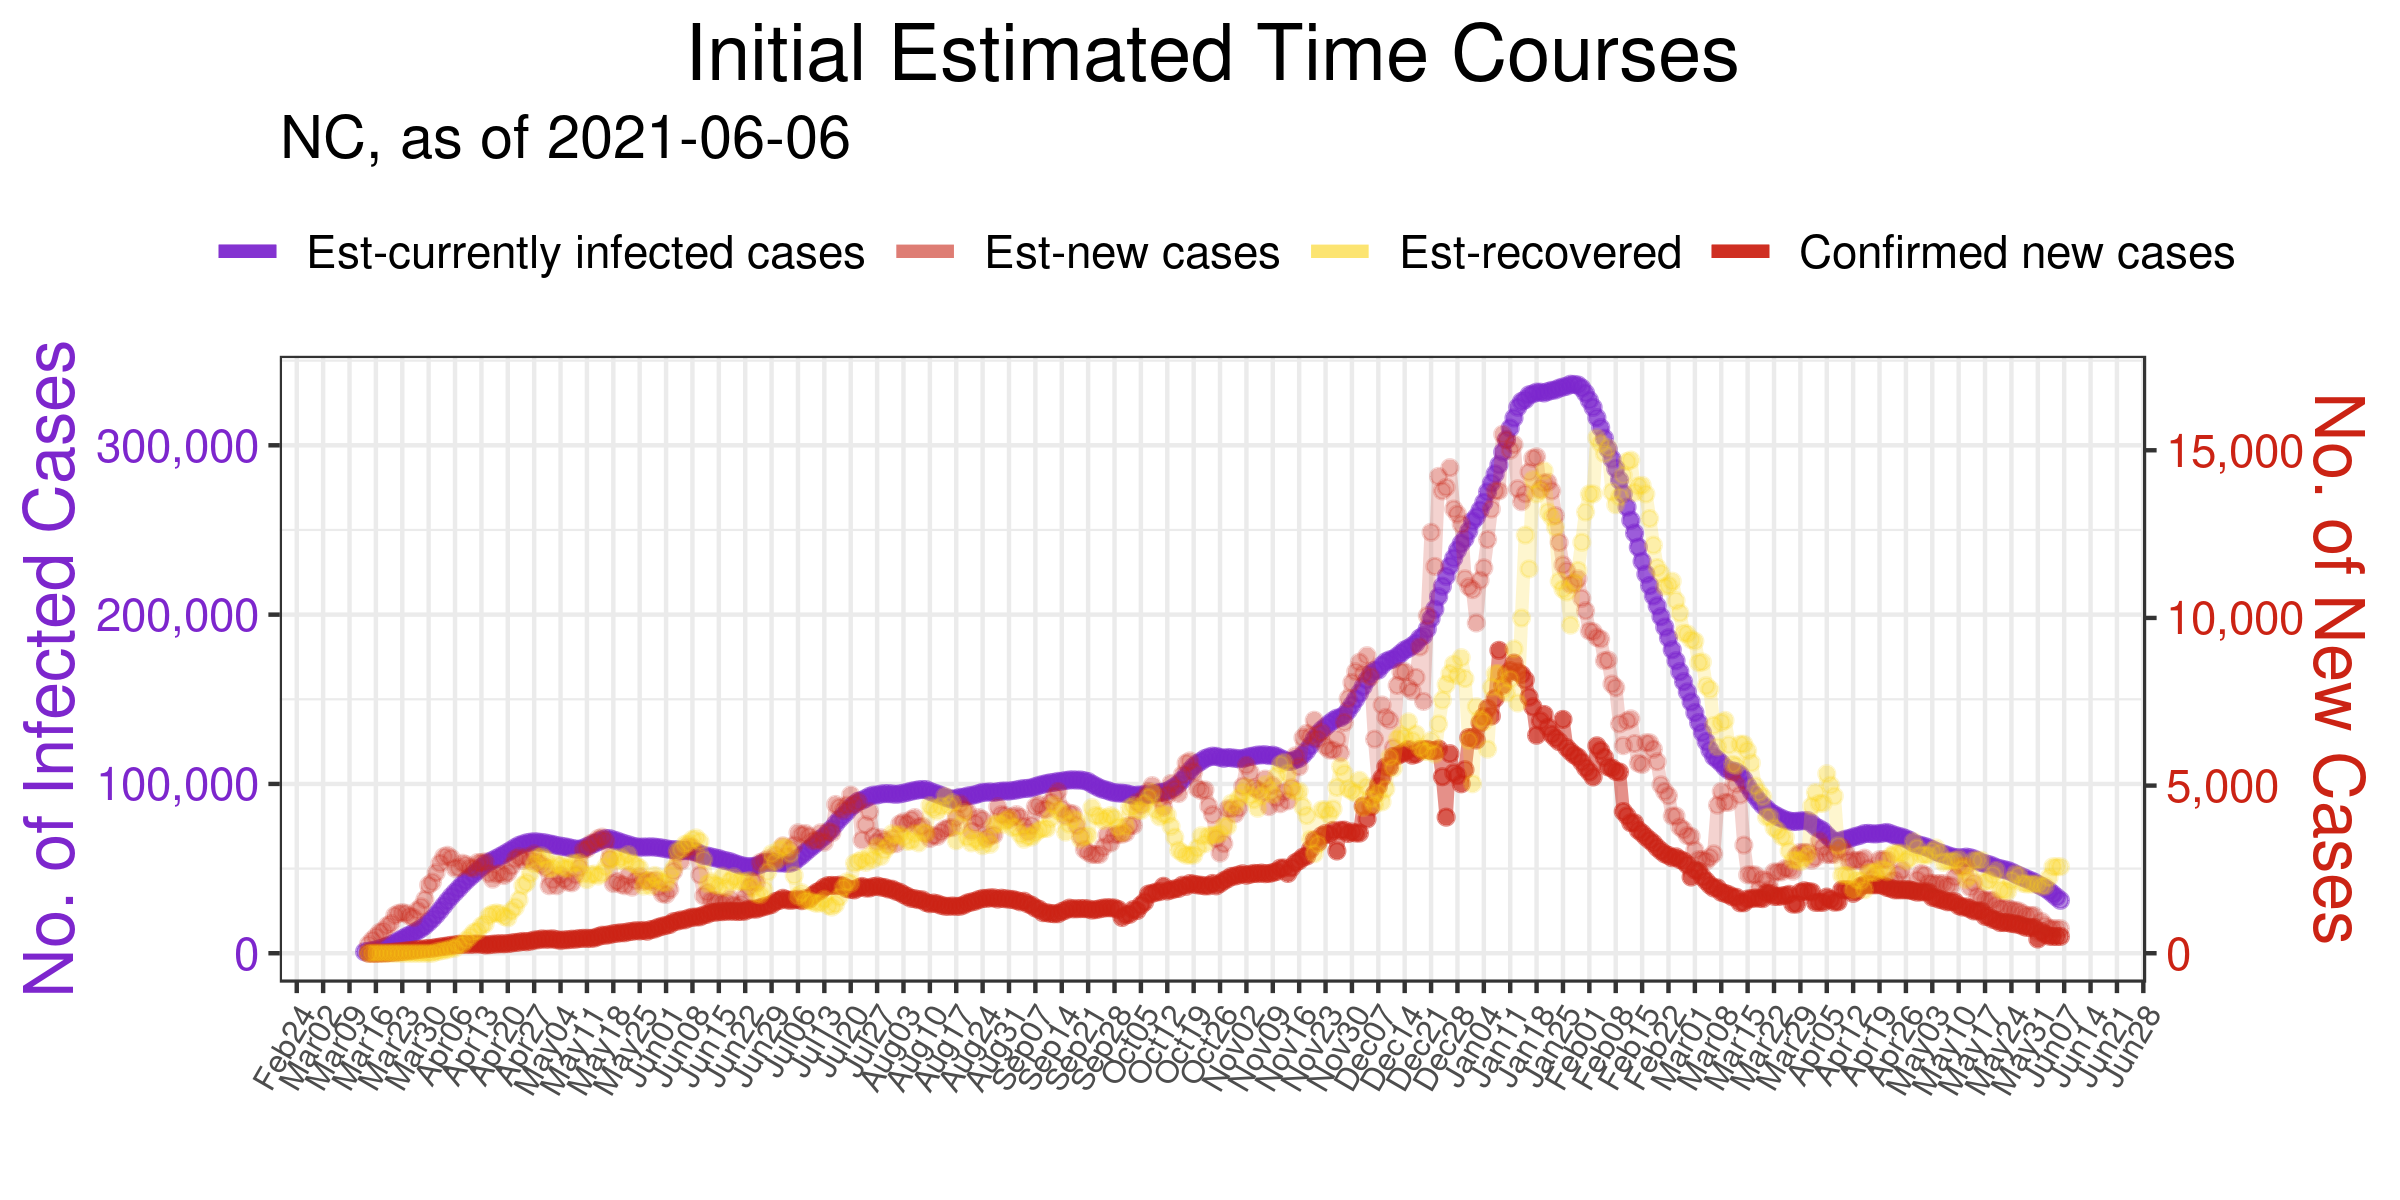 Initial Estimated Time Courses
NC, as of 2021-06-06
Est-currently infected cases
Est-new cases
Est-recovered
Confirmed new cases
No. of Infected Cases
300,000
200,000
100,000
0
15,000
10,000
5,000
0
No. of New Cases
Feb24
Mar02
Mar09
Mar16
Mar23
Mar30
Apr06
Apr13
Apr20
Apr27
May04
May11
May18
May25
Jun01
Jun08
Jun15
Jun22
Jun29
Jul06
Jul13
Jul20
Jul27
Aug03
Aug10
Aug17
Aug24
Aug31
Sep07
Sep14
Sep21
Sep28
Oct05
Oct12
Oct19
Oct26
Nov02
Nov09
Nov16
Nov23
Nov30
Dec07
Dec14
Dec21
Dec28
Jan04
Jan11
Jan18
Jan25
Feb01
Feb08
Feb15
Feb22
Mar01
Mar08
Mar15
Mar22
Mar29
Apr05
Apr12
Apr19
Apr26
May03
May10
May17
May24
May31
Jun07
Jun14
Jun21
Jun28